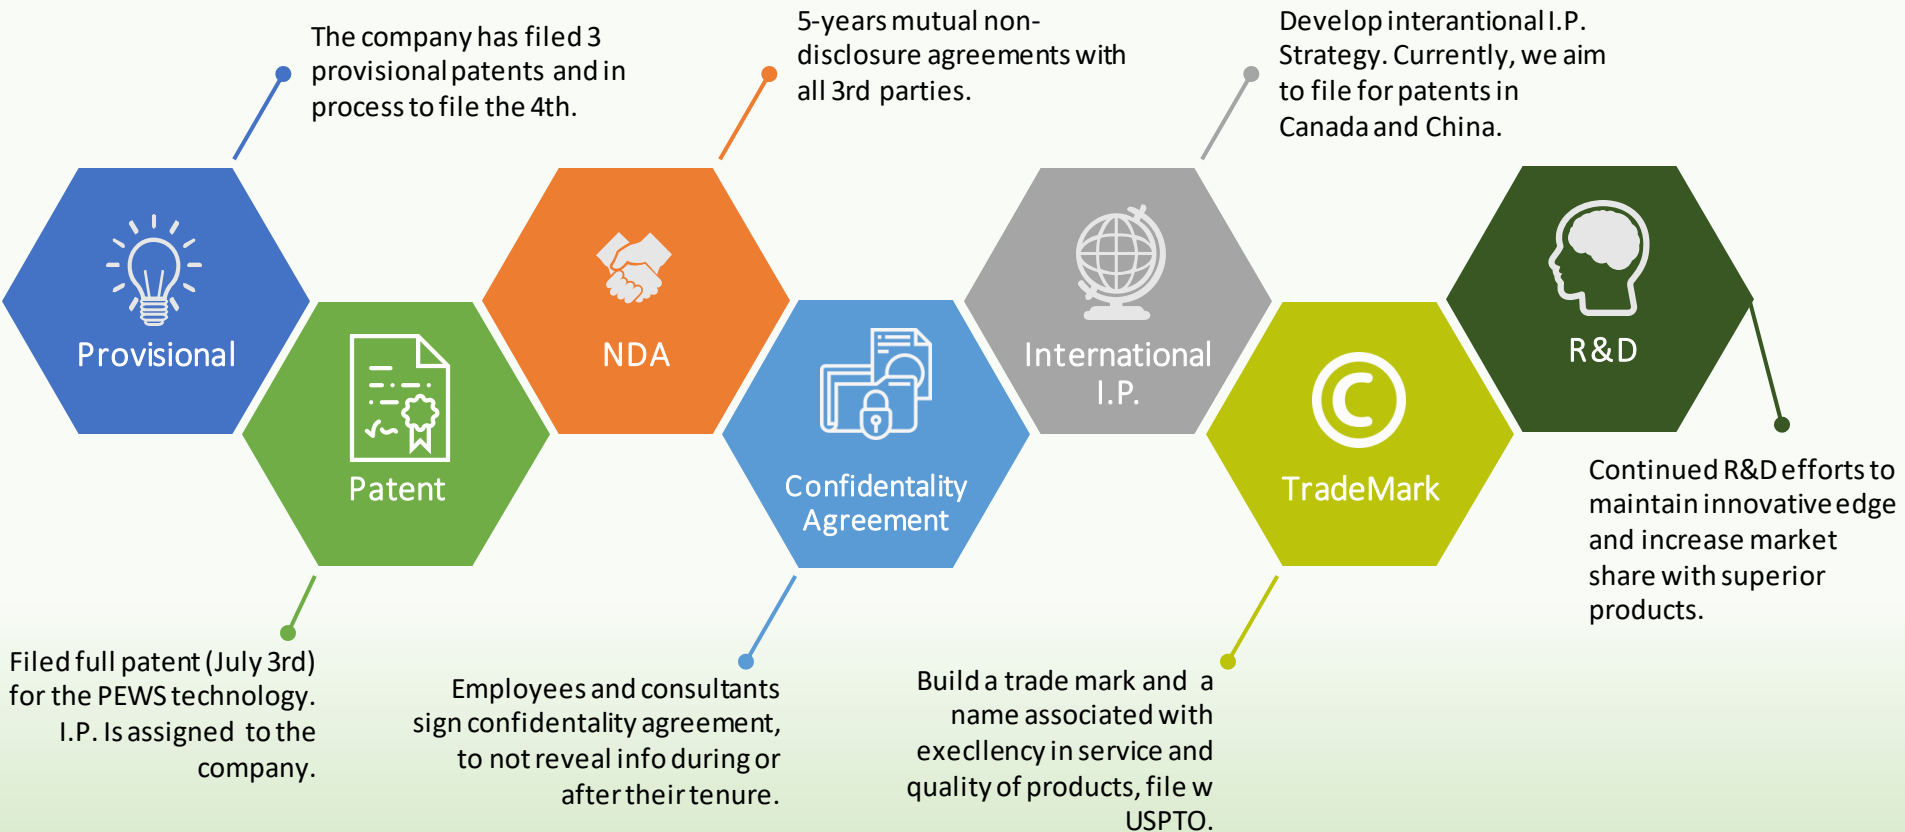 The company has filed 3
provisional patents and in
process to file the 4th.
5-years mutual non-
disclosure agreements with
all 3rd parties.
Develop interantional I.P.
Strategy. Currently, we aim
to file for patents in
Canada and China.
Provisional
Patent
NDA
Confidentality
Agreement
International
I.P.
C
TradeMark
R&D
Filed full patent (July 3rd)
for the PEWS technology.
I.P. Is assigned to the
company.
Employees and consultants
sign confidentality agreement,
to not reveal info during or
after their tenure.
Build a trade mark and a
name associated with
execllency in service and
quality of products, file w
USPTO.
Continued R&D efforts to
maintain innovative edge
and increase market
share with superior
products.